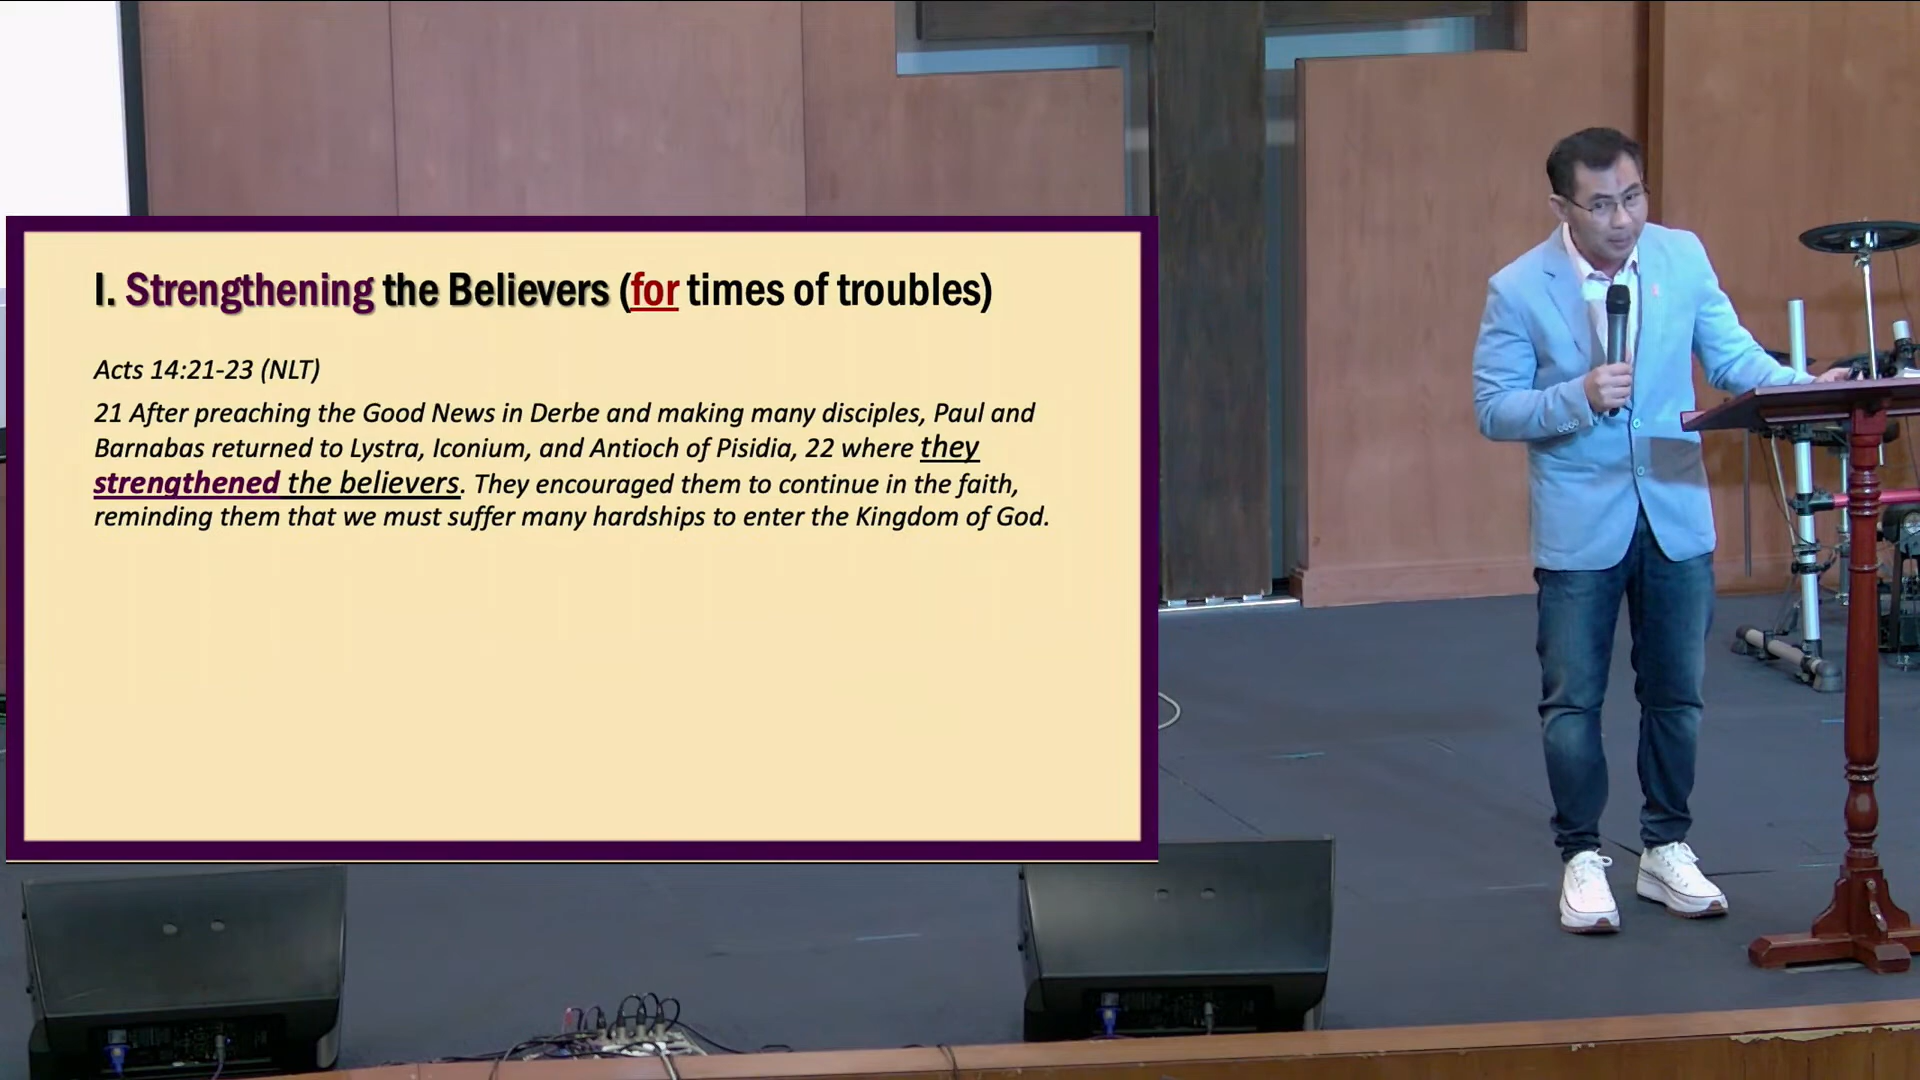 I. Strengthening the Believers (for times of troubles)
Acts 14:21-23 (NLT)
21 After preaching the Good News in Derbe and making many disciples, Paul and
Barnabas returned to Lystra, Iconium, and Antioch of Pisidia, 22 where they
strengthened the believers. They encouraged them to continue in the faith,
reminding them that we must suffer many hardships to enter the Kingdom of God.